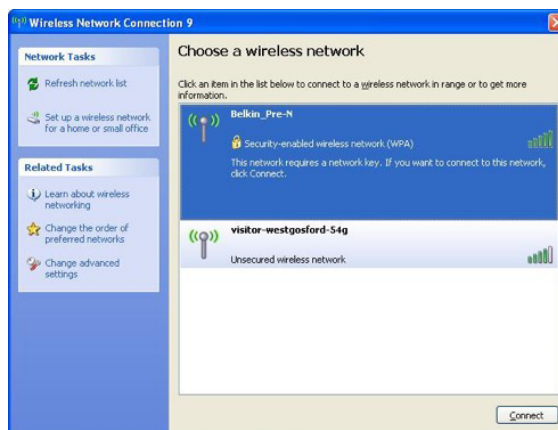 Wireless Network Connection 9
Network Tasks
Refresh network list
Set up a wireless network
for a home or small office
Related Tasks
Learn about wireless
networking
Change the order of
preferred networks
Change advanced
settings
Choose a wireless network
Click an item in the list below to connect to a wireless network in range or to get more
information.
Belkin_Pre-N
Security-enabled wireless network (WPA)
This network requires a network key. If you want to connect to this network,
click Connect.
visitor-westgosford-54g
Unsecured wireless network
Connect